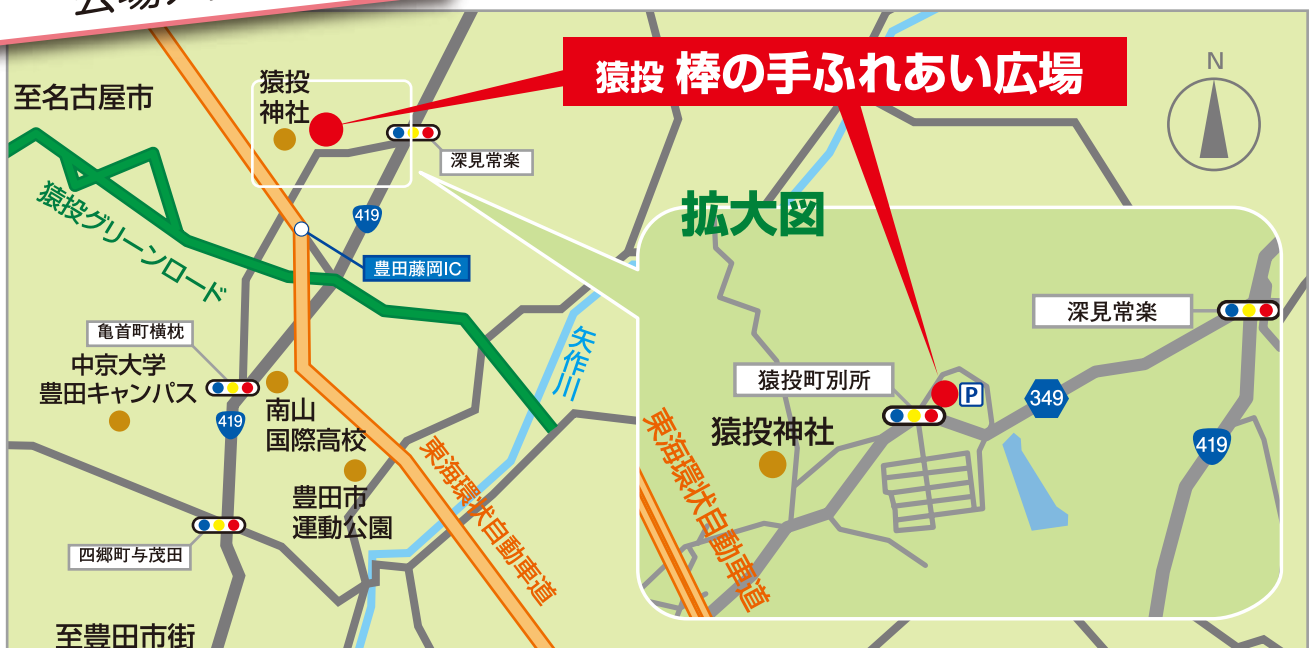 猿投 棒の手ふれあい広場
N
至名古屋市
猿投
神社
深見常楽
419
猿投グリーンロード
豊田藤岡IC
亀首町横枕
中京大学
豊田キャンパス
419
南山
国際高校
豊田市
運動公園
四郷町与茂田
至豊田市街
矢作川
東海環状自動車道
拡大図
深見常楽
猿投町別所
P
349
猿投神社
419
東海環状自動車道